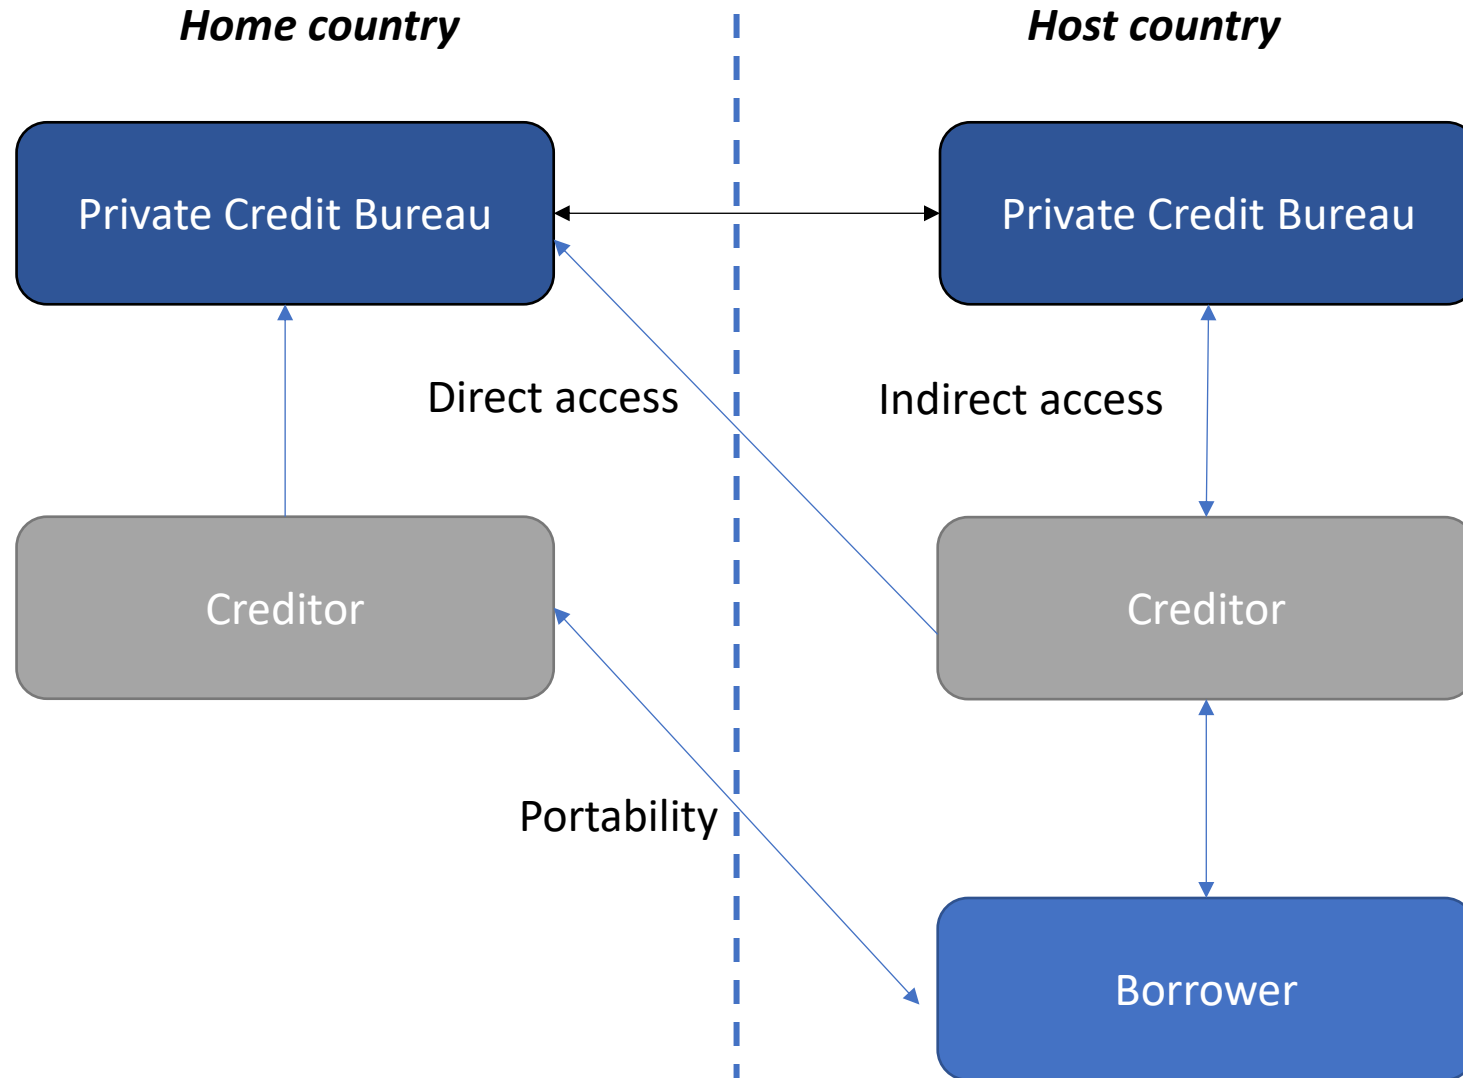 Home country
Host country
Private Credit Bureau
Private Credit Bureau
Direct access
Indirect access
Creditor
Creditor
Portability
Borrower